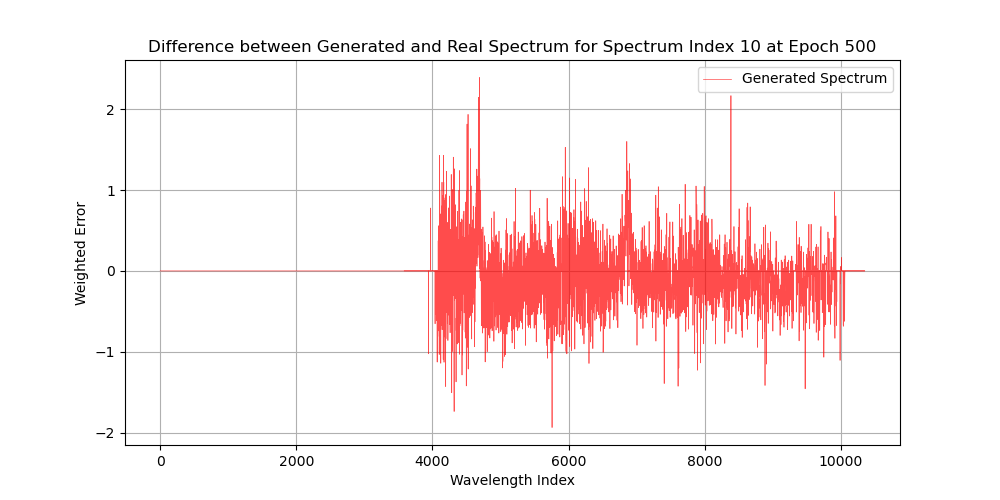 Difference between Generated and Real Spectrum for Spectrum Index 10 at Epoch 500
Generated Spectrum
2
1
0
−1
−2
Weighted Error
0 2000 4000 6000 8000 10000
Wavelength Index